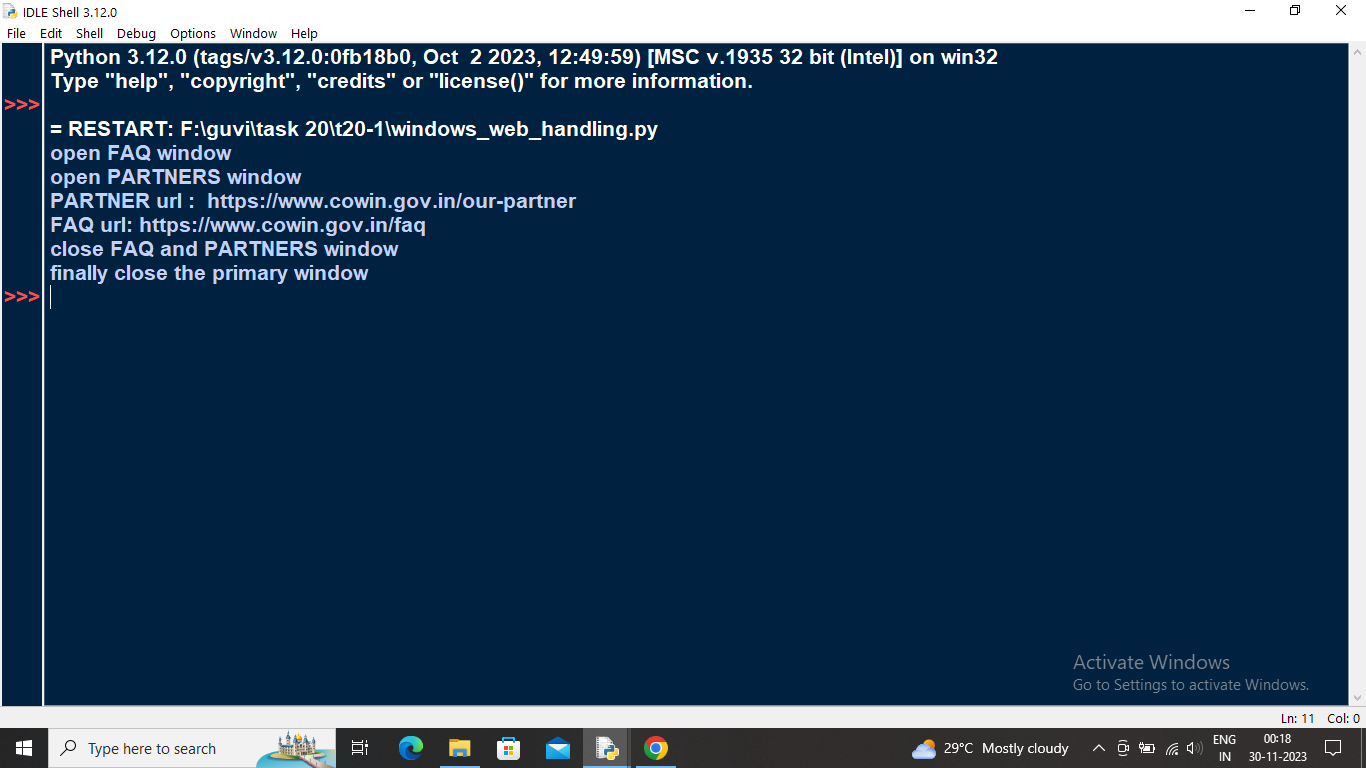 IDLE Shell 3.12.0
File Edit Shell Debug Options Window Help
Python 3.12.0 (tags/v3.12.0:0fb18b0, Oct  2 2023, 12:49:59) [MSC v.1935 32 bit (Intel)] on win32
Type "help", "copyright", "credits" or "license()" for more information.
>>>
= RESTART: F:\guvi\task 20\t20-1\windows_web_handling.py
open FAQ window
open PARTNERS window
PARTNER url :  https://www.cowin.gov.in/our-partner
FAQ url: https://www.cowin.gov.in/faq
close FAQ and PARTNERS window
finally close the primary window
>>>
Activate Windows
Go to Settings to activate Windows.
Ln: 11 Col: 0
Type here to search
29°C Mostly cloudy
ENG
IN
00:18
30-11-2023